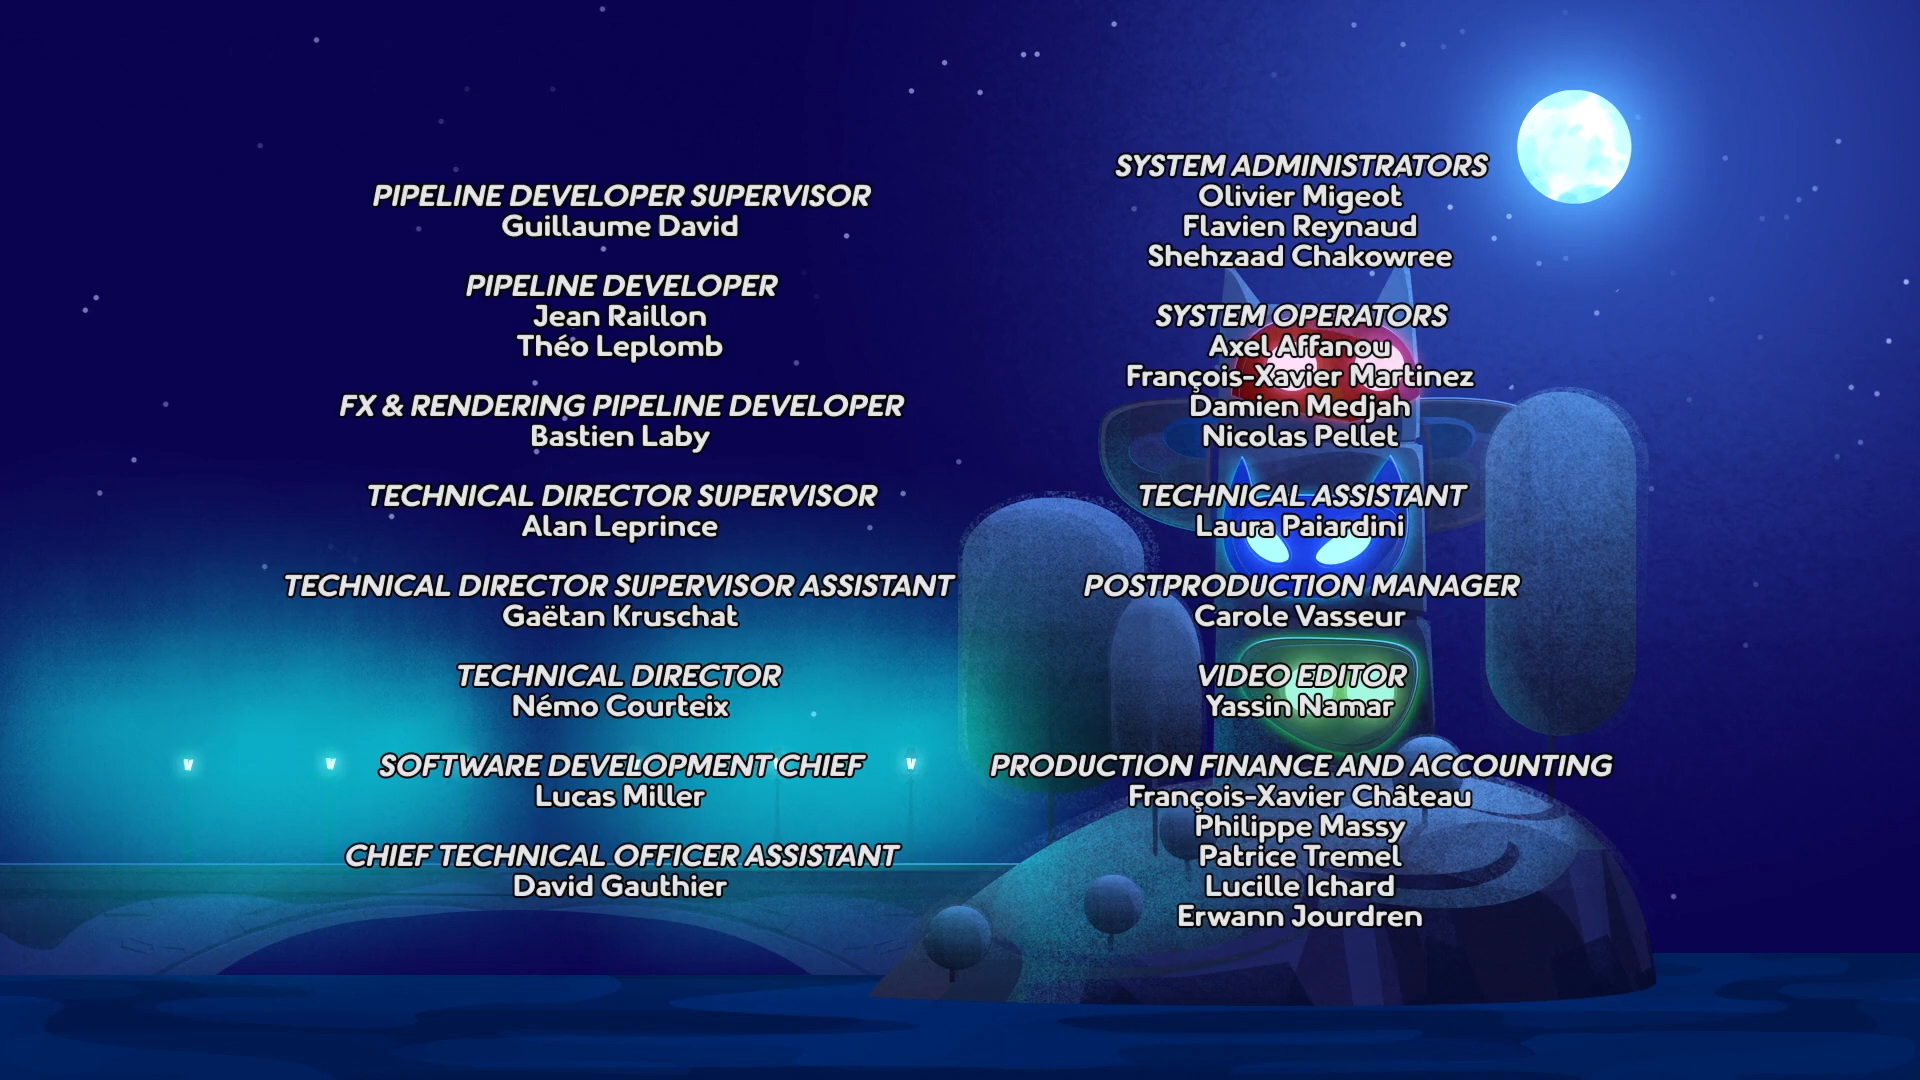 PIPELINE DEVELOPER SUPERVISOR
Guillaume David
PIPELINE DEVELOPER
Jean Raillon
Théo Leplomb
FX & RENDERING PIPELINE DEVELOPER
Bastien Laby
TECHNICAL DIRECTOR SUPERVISOR
Alan Leprince
TECHNICAL DIRECTOR SUPERVISOR ASSISTANT
Gaëtan Kruschat
TECHNICAL DIRECTOR
Némo Courteix
SOFTWARE DEVELOPMENT CHIEF
Lucas Miller
CHIEF TECHNICAL OFFICER ASSISTANT
David Gauthier
SYSTEM ADMINISTRATORS
Olivier Migeot
Flavien Reynaud
Shehzaad Chakowree
SYSTEM OPERATORS
Axel Affanou
François-Xavier Martinez
Damien Medjah
Nicolas Pellet
TECHNICAL ASSISTANT
Laura Paiardini
POSTPRODUCTION MANAGER
Carole Vasseur
VIDEO EDITOR
Yassin Namar
PRODUCTION FINANCE AND ACCOUNTING
François-Xavier Château
Philippe Massy
Patrice Tremel
Lucille Ichard
Erwann Jourdren